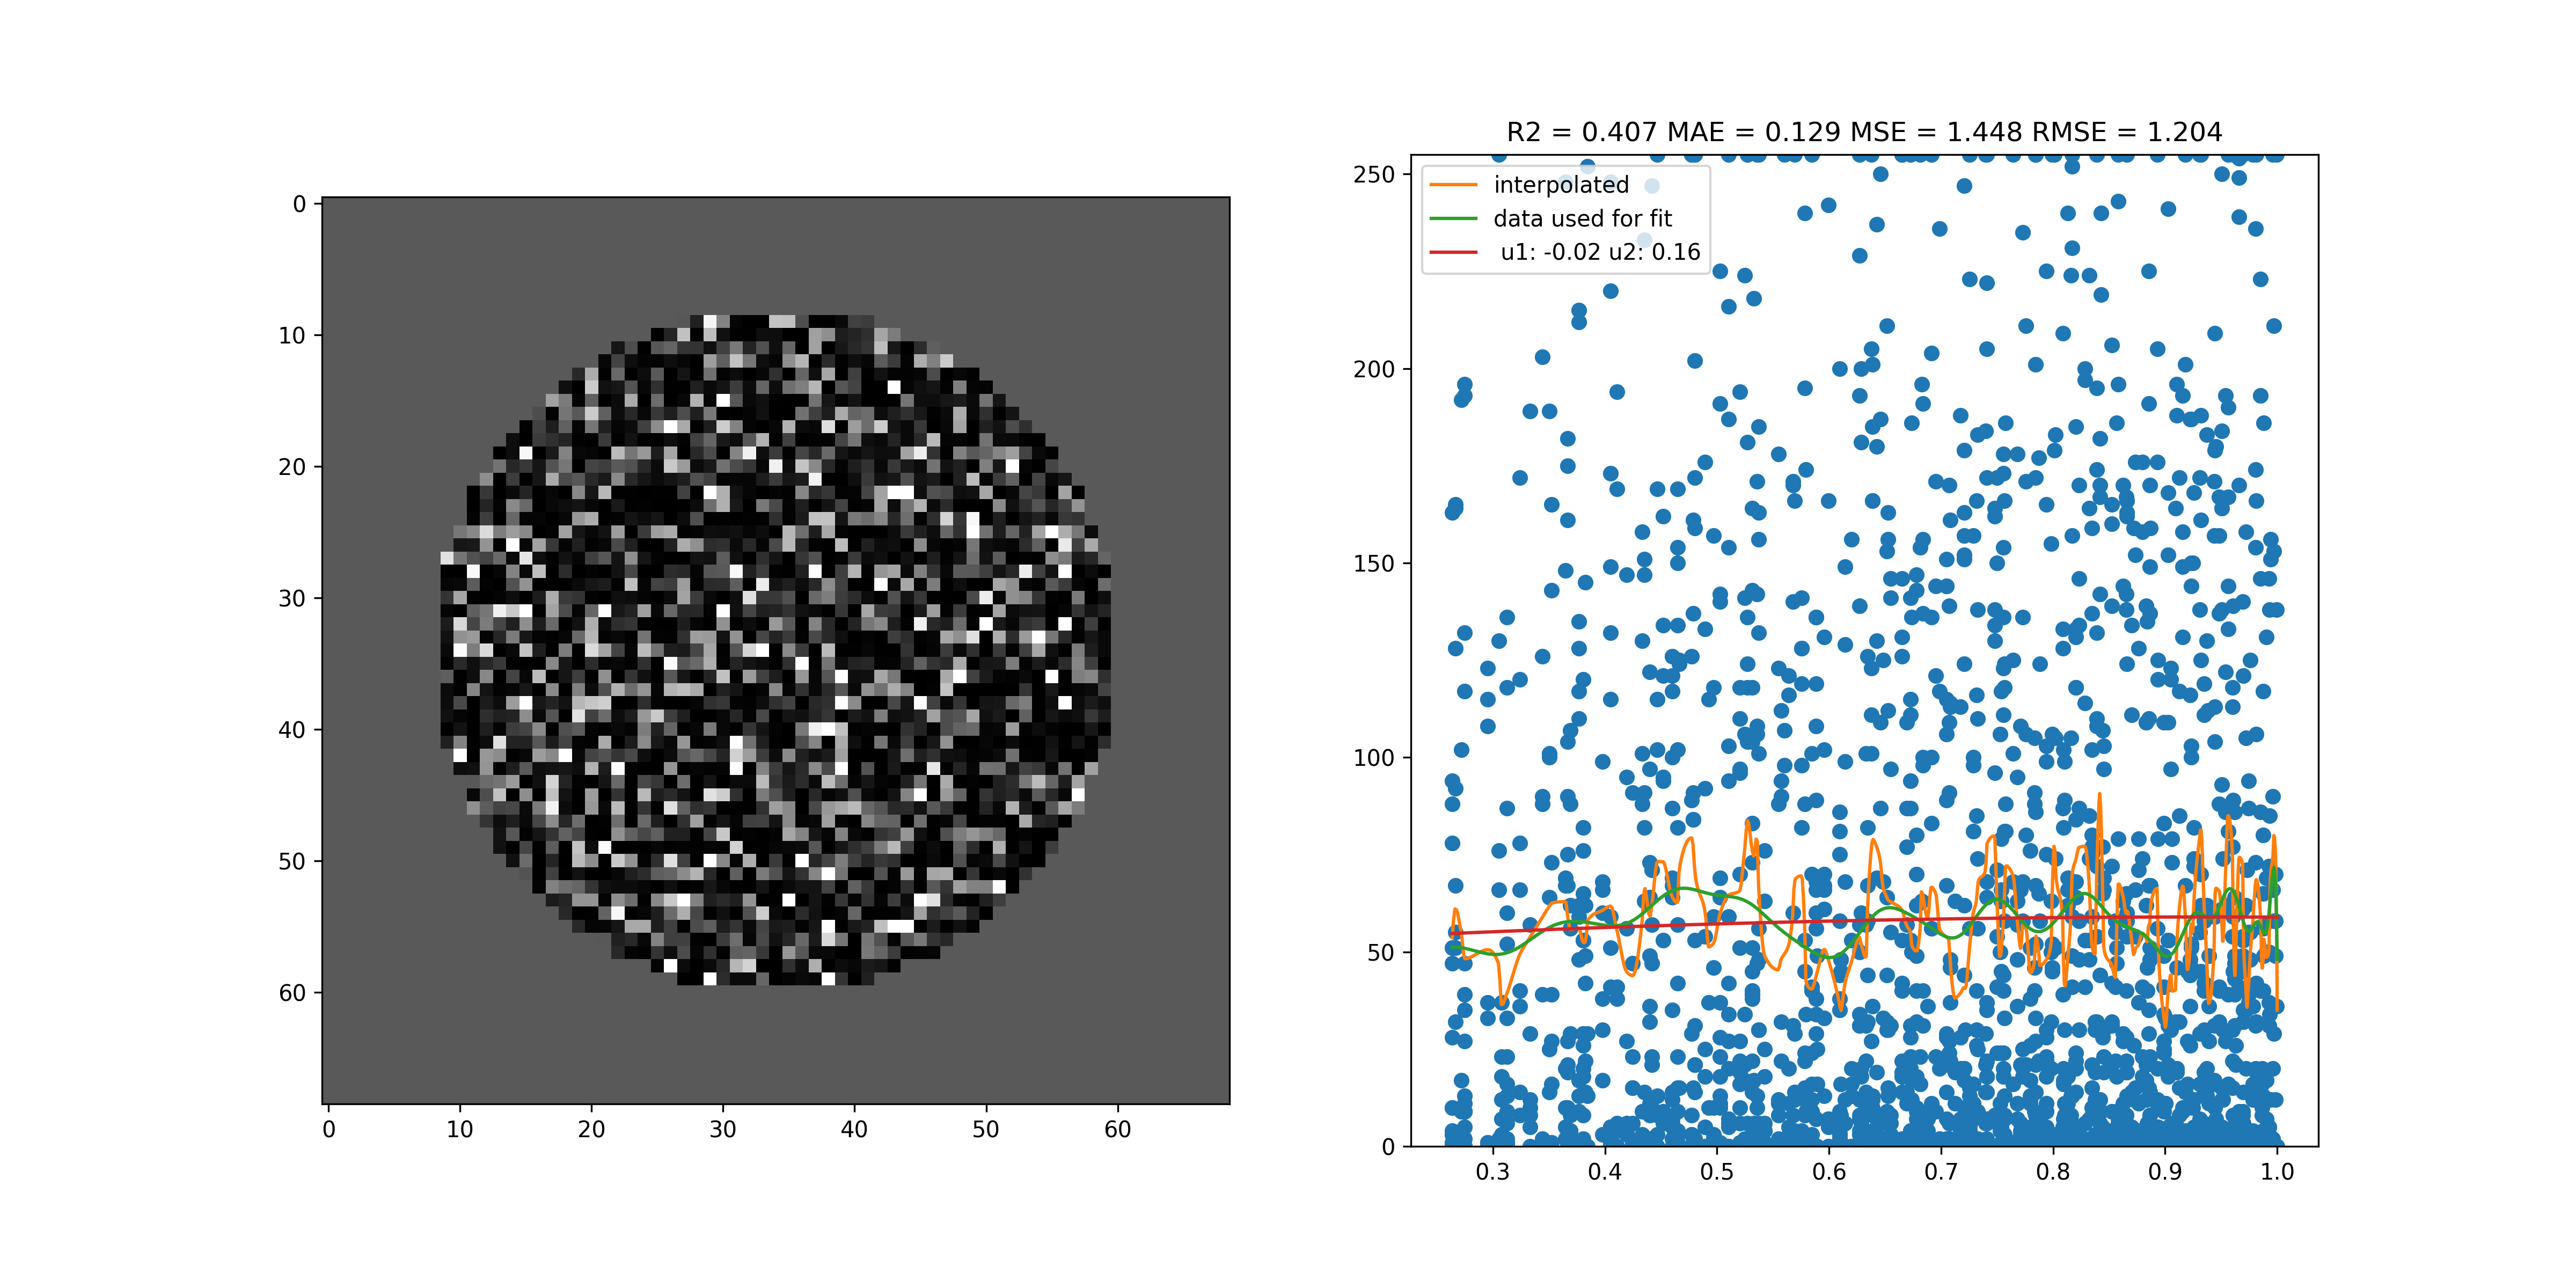 R2 = 0.407 MAE = 0.129 MSE = 1.448 RMSE = 1.204
0
10
20
30
40
50
60
0 10 20 30 40 50 60
250
200
150
100
50
0
0.3 0.4 0.5 0.6 0.7 0.8 0.9 1.0
interpolated
data used for fit
u1: -0.02 u2: 0.16